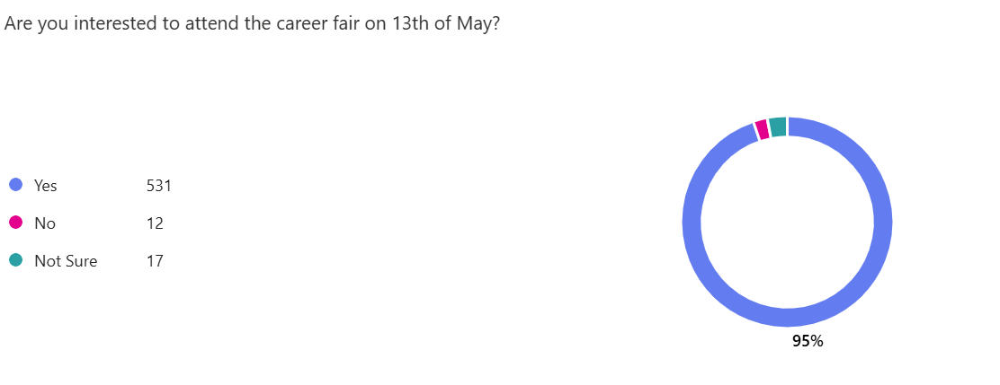 Are you interested to attend the career fair on 13th of May?
Yes 531
No 12
Not Sure 17
95%